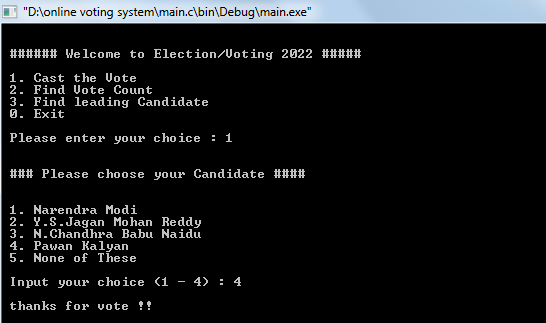 "D:\online voting system\main.c\bin\Debug\main.exe"
###### Welcome to Election/Voting 2022 #####
1. Cast the Vote
2. Find Vote Count
3. Find leading Candidate
0. Exit
Please enter your choice : 1
### Please choose your Candidate ####
1. Narendra Modi
2. Y.S.Jagan Mohan Reddy
3. N.Chandhra Babu Naidu
4. Pawan Kalyan
5. None of These
Input your choice (1 - 4) : 4
thanks for vote !!